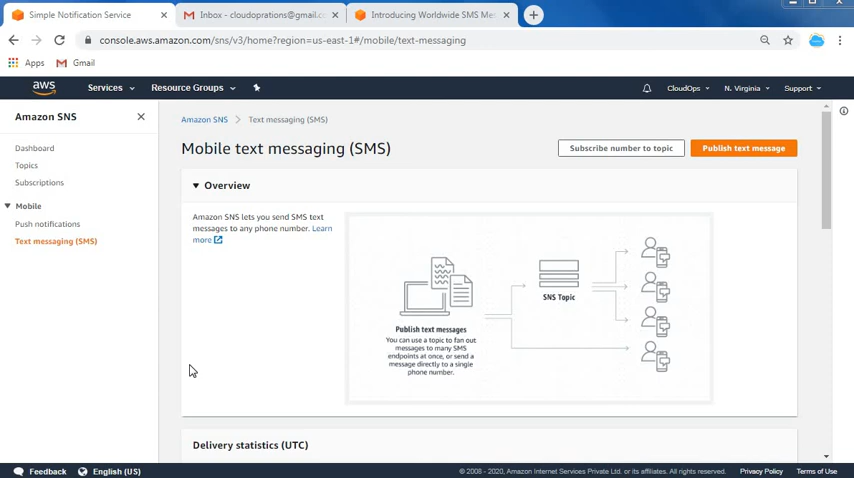 Simple Notification Service
Inbox - cloudoprations@gmail.co
Introducing Worldwide SMS Mes
console.aws.amazon.com/sns/v3/home?region=us-east-1#/mobile/text-messaging
Apps
Gmail
aws
Services
Resource Groups
CloudOps
N. Virginia
Support
Amazon SNS
Dashboard
Topics
Subscriptions
Mobile
Push notifications
Text messaging (SMS)
Amazon SNS
Text messaging (SMS)
Mobile text messaging (SMS)
Subscribe number to topic
Publish text message
Overview
Amazon SNS lets you send SMS text
messages to any phone number. Learn
more
Publish text messages
You can use a topic to fan out
messages to many SMS
endpoints at once, or send a
message directly to a single
phone number.
SNS Topic
Delivery statistics (UTC)
Feedback
English (US)
© 2008 - 2020, Amazon Internet Services Private Ltd. or its affiliates. All rights reserved.
Privacy Policy
Terms of Use